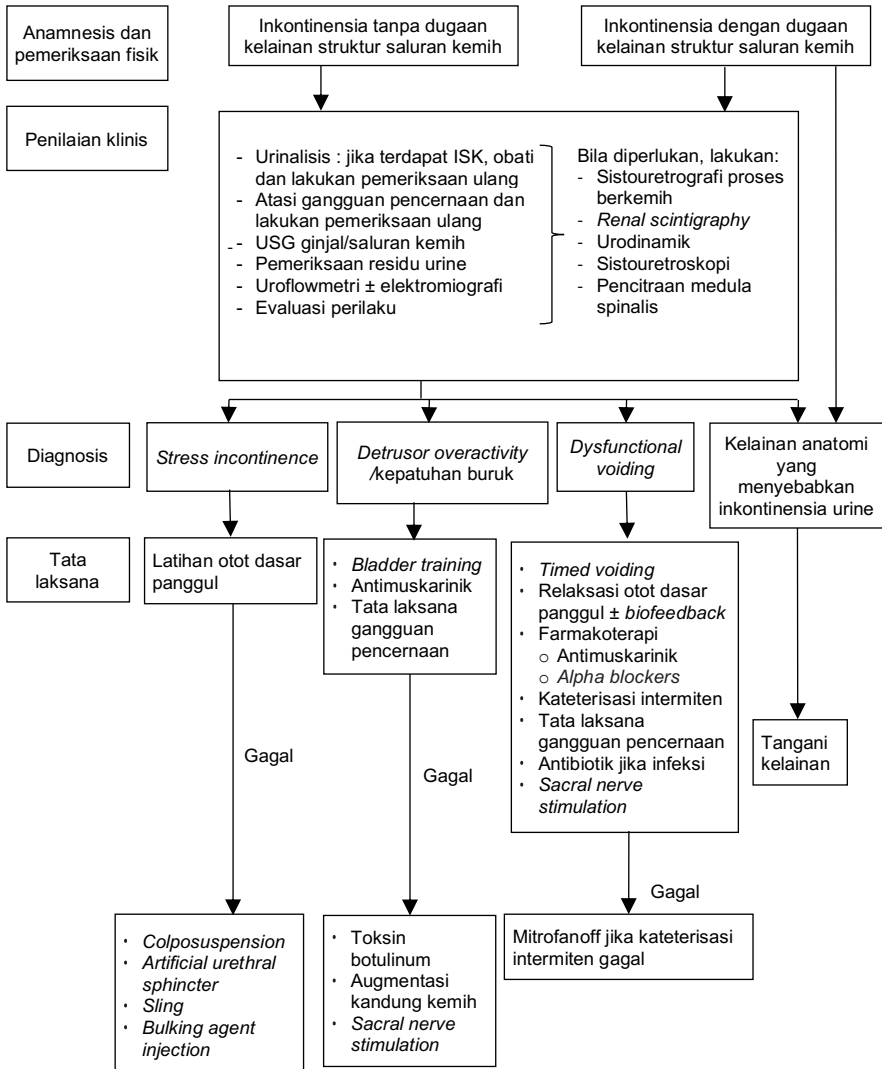 Anamnesis dan
pemeriksaan fisik
Inkontinensia tanpa dugaan
kelainan struktur saluran kemih
Inkontinensia dengan dugaan
kelainan struktur saluran kemih
Penilaian klinis
- Urinalisis : jika terdapat ISK, obati
dan lakukan pemeriksaan ulang
- Atasi gangguan pencernaan dan
lakukan pemeriksaan ulang
- USG ginjal/saluran kemih
- Pemeriksaan residu urine
- Uroflowmetri ± elektromiografi
- Evaluasi perilaku
Bila diperlukan, lakukan:
- Sistouretrografi proses
berkemih
- Renal scintigraphy
- Urodinamik
- Sistouretroskopi
- Pencitraan medula
spinalis
Diagnosis
Stress incontinence
Detrusor overactivity
/kepatuhan buruk
Dysfunctional
voiding
Kelainan anatomi
yang
menyebabkan
inkontinensia urine
Tata
laksana
Latihan otot dasar
panggul
• Bladder training
• Antimuskarinik
• Tata laksana
gangguan
pencernaan
• Timed voiding
• Relaksasi otot dasar
panggul ± biofeedback
• Farmakoterapi
o Antimuskarinik
o Alpha blockers
• Kateterisasi intermiten
• Tata laksana
gangguan pencernaan
• Antibiotik jika infeksi
• Sacral nerve
stimulation
Tangani
kelainan
Gagal
Gagal
Gagal
• Colposuspension
• Artificial urethral
sphincter
• Sling
• Bulking agent
injection
• Toksin
botulinum
• Augmentasi
kandung kemih
• Sacral nerve
stimulation
Mitrofanoff jika kateterisasi
intermiten gagal